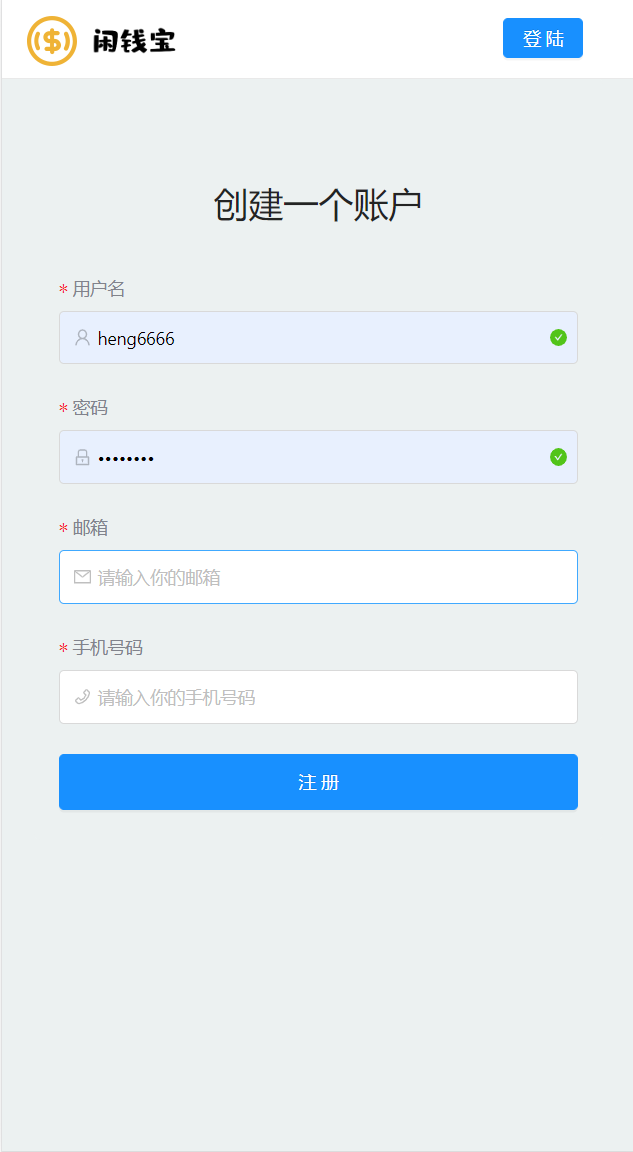 闲钱宝
登 陆
创建一个账户
* 用户名
heng6666
* 密码
••••••••
* 邮箱
请输入你的邮箱
* 手机号码
请输入你的手机号码
注 册